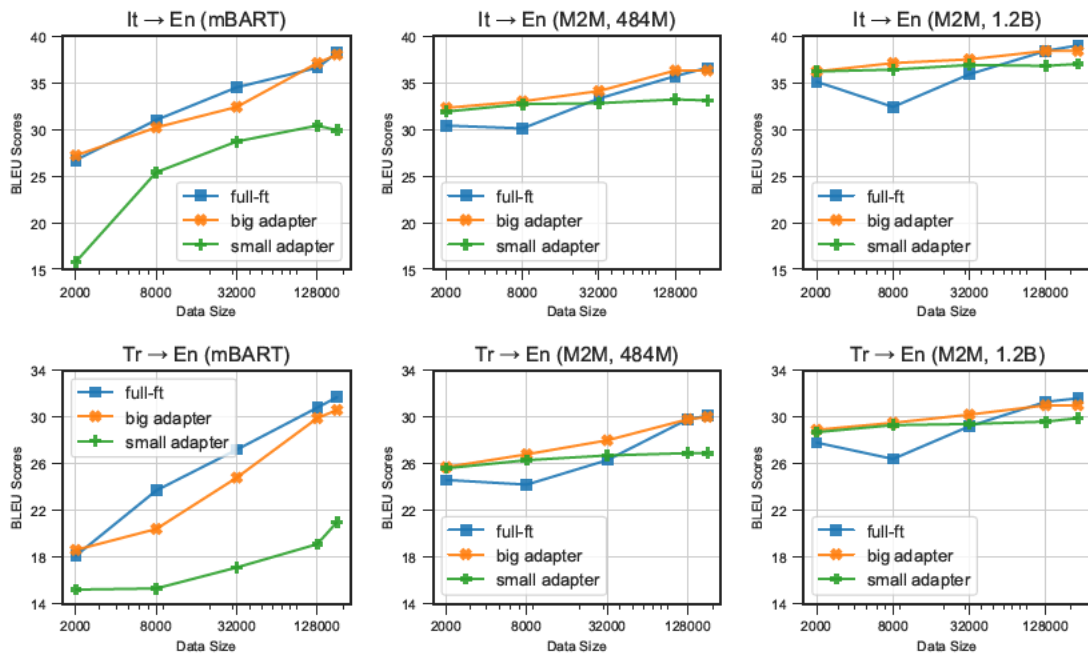 It → En (mBART)
BLEU Scores
40
35
30
25
20
15
full-ft
big adapter
small adapter
2000
8000
32000
128000
Data Size
It → En (M2M, 484M)
BLEU Scores
40
35
30
25
20
15
full-ft
big adapter
small adapter
2000
8000
32000
128000
Data Size
It → En (M2M, 1.2B)
BLEU Scores
40
35
30
25
20
15
full-ft
big adapter
small adapter
2000
8000
32000
128000
Data Size
Tr → En (mBART)
BLEU Scores
34
30
26
22
18
14
full-ft
big adapter
small adapter
2000
8000
32000
128000
Data Size
Tr → En (M2M, 484M)
BLEU Scores
34
30
26
22
18
14
full-ft
big adapter
small adapter
2000
8000
32000
128000
Data Size
Tr → En (M2M, 1.2B)
BLEU Scores
34
30
26
22
18
14
full-ft
big adapter
small adapter
2000
8000
32000
128000
Data Size